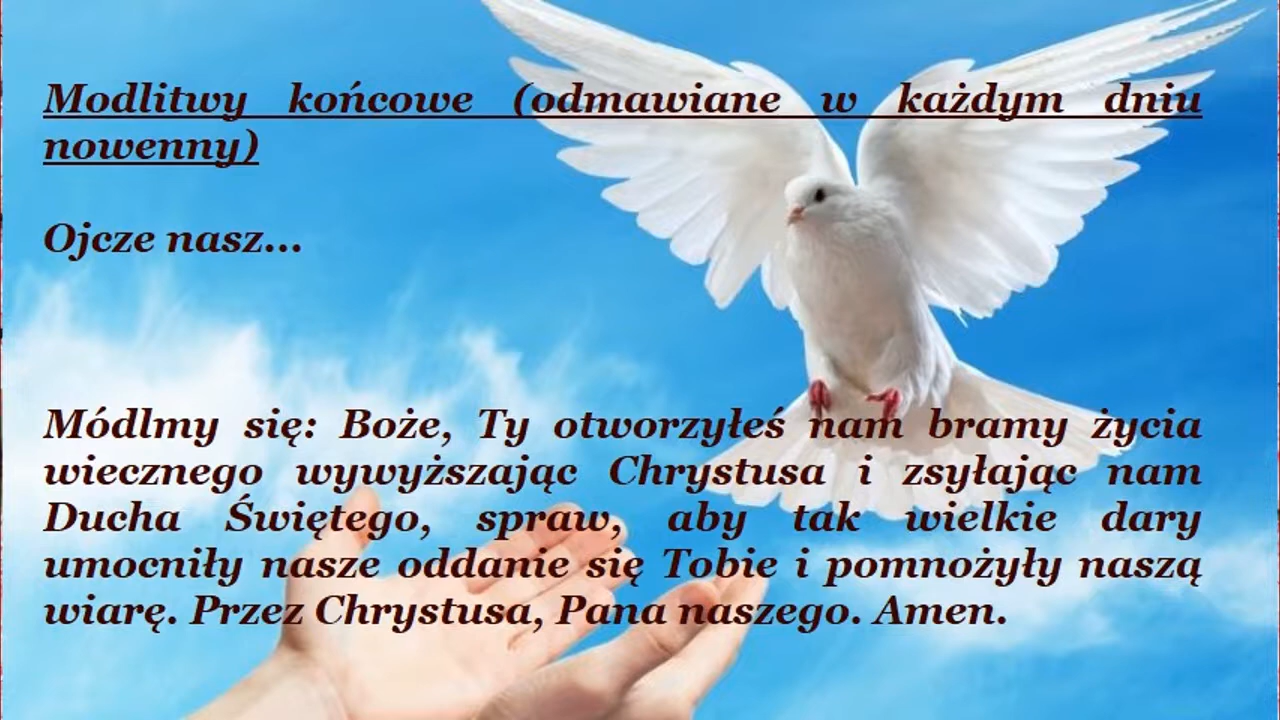 Modlitwy końcowe (odmawiane w każdym dniu
nowenny)
Ojcze nasz...
Módlmy się: Boże, Ty otworzyłeś nam bramy życia
wiecznego wywyższając Chrystusa i zsyłając nam
Ducha Świętego, spraw, aby tak wielkie dary
umocniły nasze oddanie się Tobie i pomnożyły naszą
wiarę. Przez Chrystusa, Pana naszego. Amen.